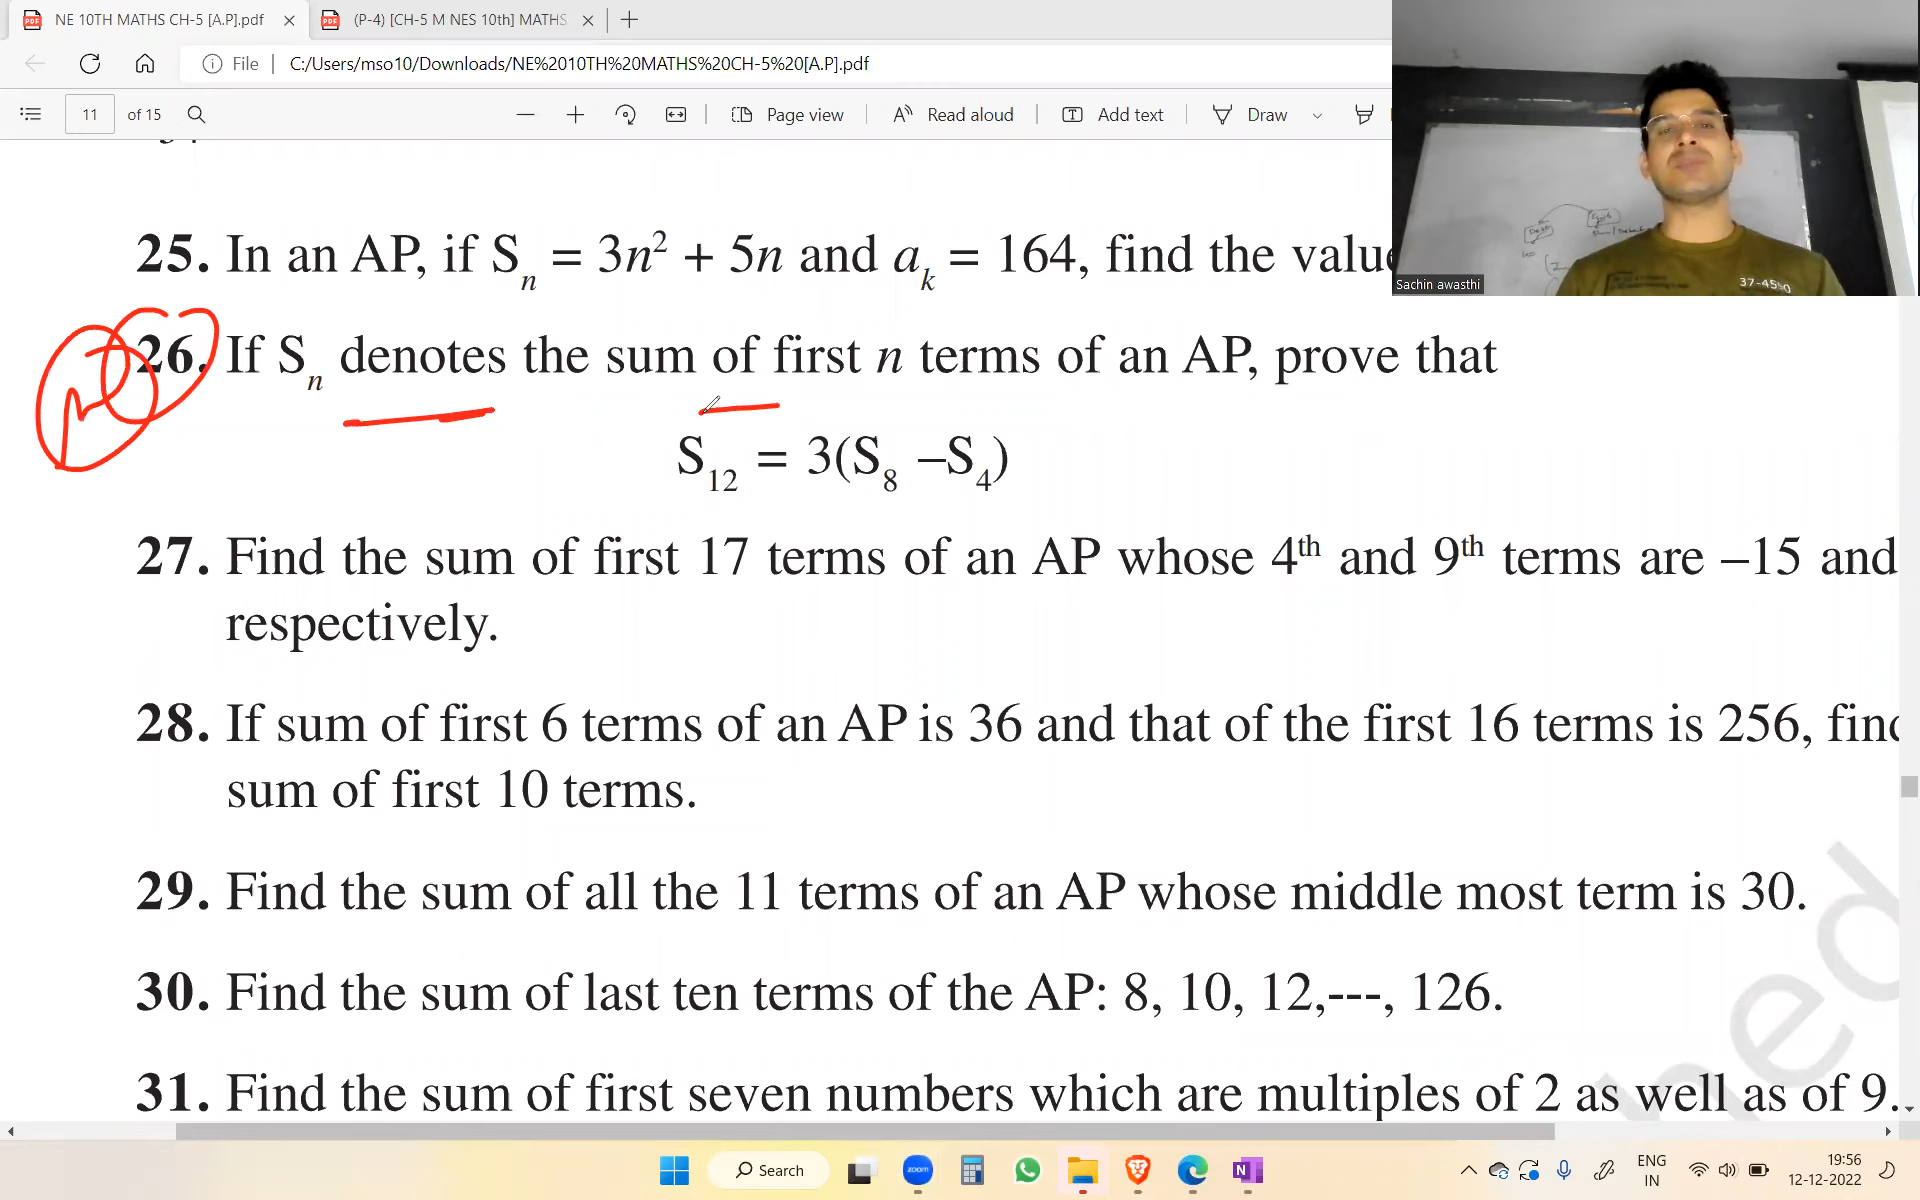 NE 10TH MATHS CH-5 [A.P].pdf
(P-4) [CH-5 M NES 10th] MATHS
File
C:/Users/mso10/Downloads/NE%2010TH%20MATHS%20CH-5%20[A.P].pdf
11 of 15
Page view
Read aloud
Add text
Draw
25. In an AP, if Sn = 3n² + 5n and ak = 164, find the value
Sachin awasthi
37-4590
26. If Sn denotes the sum of first n terms of an AP, prove that
S12 = 3(S8 –S4)
27. Find the sum of first 17 terms of an AP whose 4th and 9th terms are –15 and
respectively.
28. If sum of first 6 terms of an AP is 36 and that of the first 16 terms is 256, find
sum of first 10 terms.
29. Find the sum of all the 11 terms of an AP whose middle most term is 30.
30. Find the sum of last ten terms of the AP: 8, 10, 12,---, 126.
31. Find the sum of first seven numbers which are multiples of 2 as well as of 9.
hed
Search
zoom
N
ENG
IN
19:56
12-12-2022